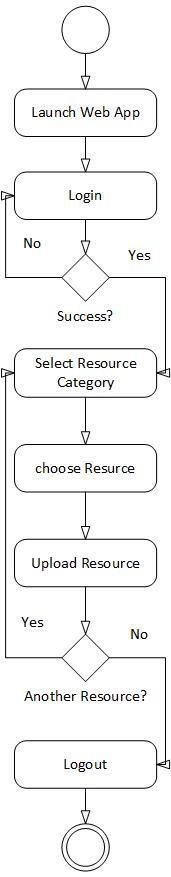 Launch Web App
Login
No
Yes
Success?
Select Resource
Category
choose Resurce
Upload Resource
Yes
No
Another Resource?
Logout